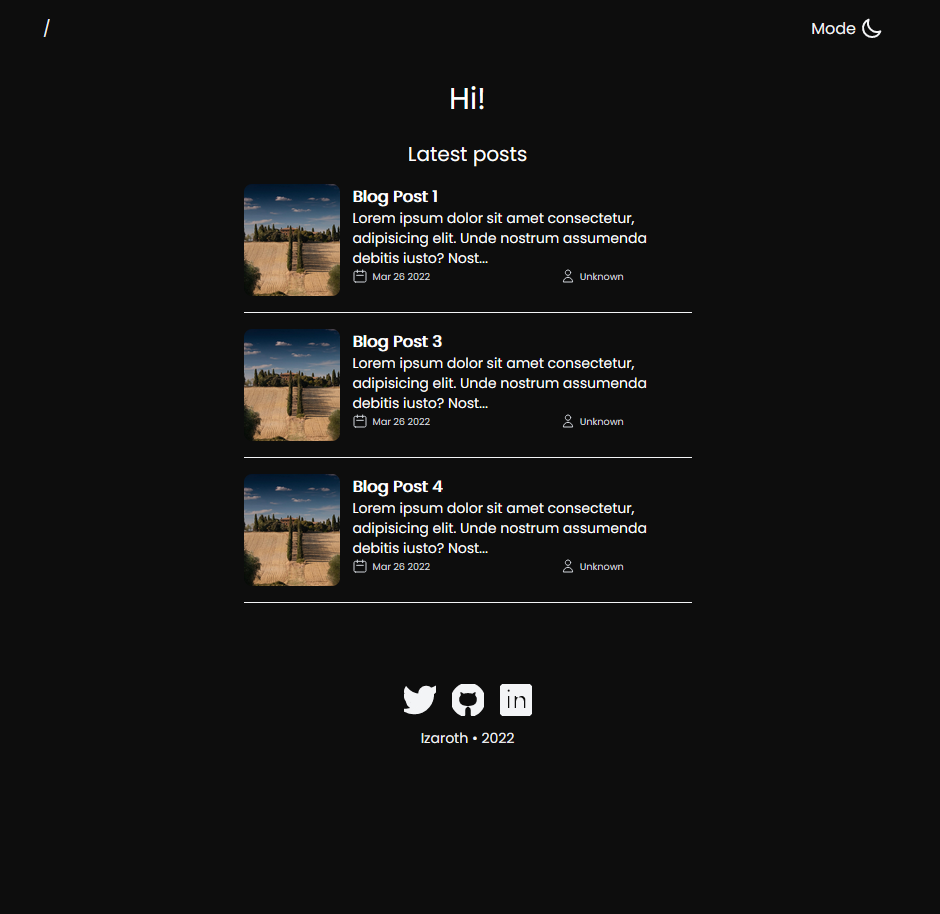 /
Mode
Hi!
Latest posts
Blog Post 1
Lorem ipsum dolor sit amet consectetur,
adipisicing elit. Unde nostrum assumenda
debitis iusto? Nost...
Mar 26 2022 Unknown
Blog Post 3
Lorem ipsum dolor sit amet consectetur,
adipisicing elit. Unde nostrum assumenda
debitis iusto? Nost...
Mar 26 2022 Unknown
Blog Post 4
Lorem ipsum dolor sit amet consectetur,
adipisicing elit. Unde nostrum assumenda
debitis iusto? Nost...
Mar 26 2022 Unknown
in
Izaroth • 2022